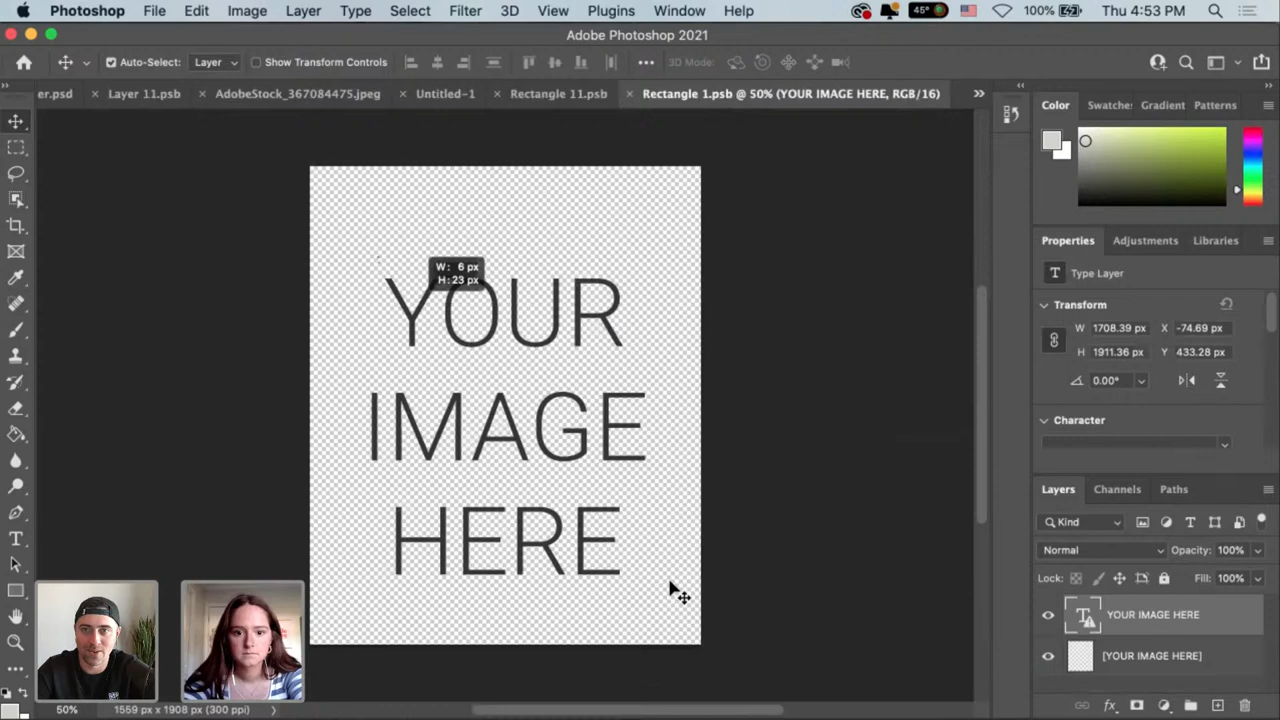 Photoshop File Edit Image Layer Type Select Filter 3D View Plugins Window Help 45° 100% Thu 4:53 PM
Adobe Photoshop 2021
Auto-Select: Layer Show Transform Controls 3D Mode:
er.psd × Layer 11.psb × AdobeStock_367084475.jpeg × Untitled-1 × Rectangle 11.psb × Rectangle 1.psb @ 50% (YOUR IMAGE HERE, RGB/16)
Color Swatches Gradient Patterns
W: 6 px
H: 23 px
YOUR
IMAGE
HERE
Properties Adjustments Libraries
T Type Layer
Transform
W 1708.39 px X -74.69 px
H 1911.36 px Y 433.28 px
0.00°
Character
Layers Channels Paths
Kind
Normal Opacity: 100%
Lock: Fill: 100%
YOUR IMAGE HERE
[YOUR IMAGE HERE]
50% 1559 px x 1908 px (300 ppi)
fx